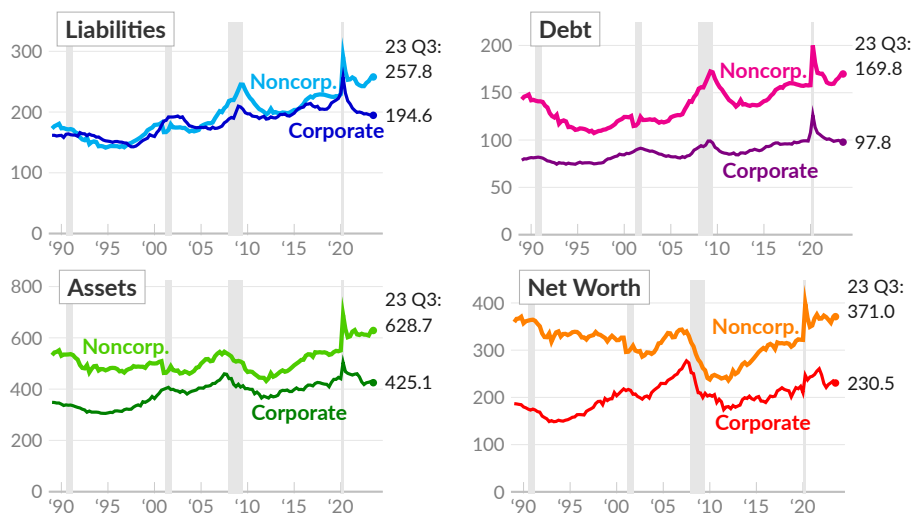 Liabilities
23 Q3:
300
Noncorp.
257.8
200
194.6
Corporate
100
0
‘90 ‘95 ‘00 ‘05 ‘10 ‘15 ‘20
Debt
200
23 Q3:
Noncorp.
169.8
150
100
97.8
Corporate
50
0
‘90 ‘95 ‘00 ‘05 ‘10 ‘15 ‘20
800
Assets
23 Q3:
628.7
600
Noncorp.
400
425.1
Corporate
200
0
‘90 ‘95 ‘00 ‘05 ‘10 ‘15 ‘20
Net Worth
23 Q3:
400
371.0
Noncorp.
300
230.5
200
Corporate
100
0
‘90 ‘95 ‘00 ‘05 ‘10 ‘15 ‘20